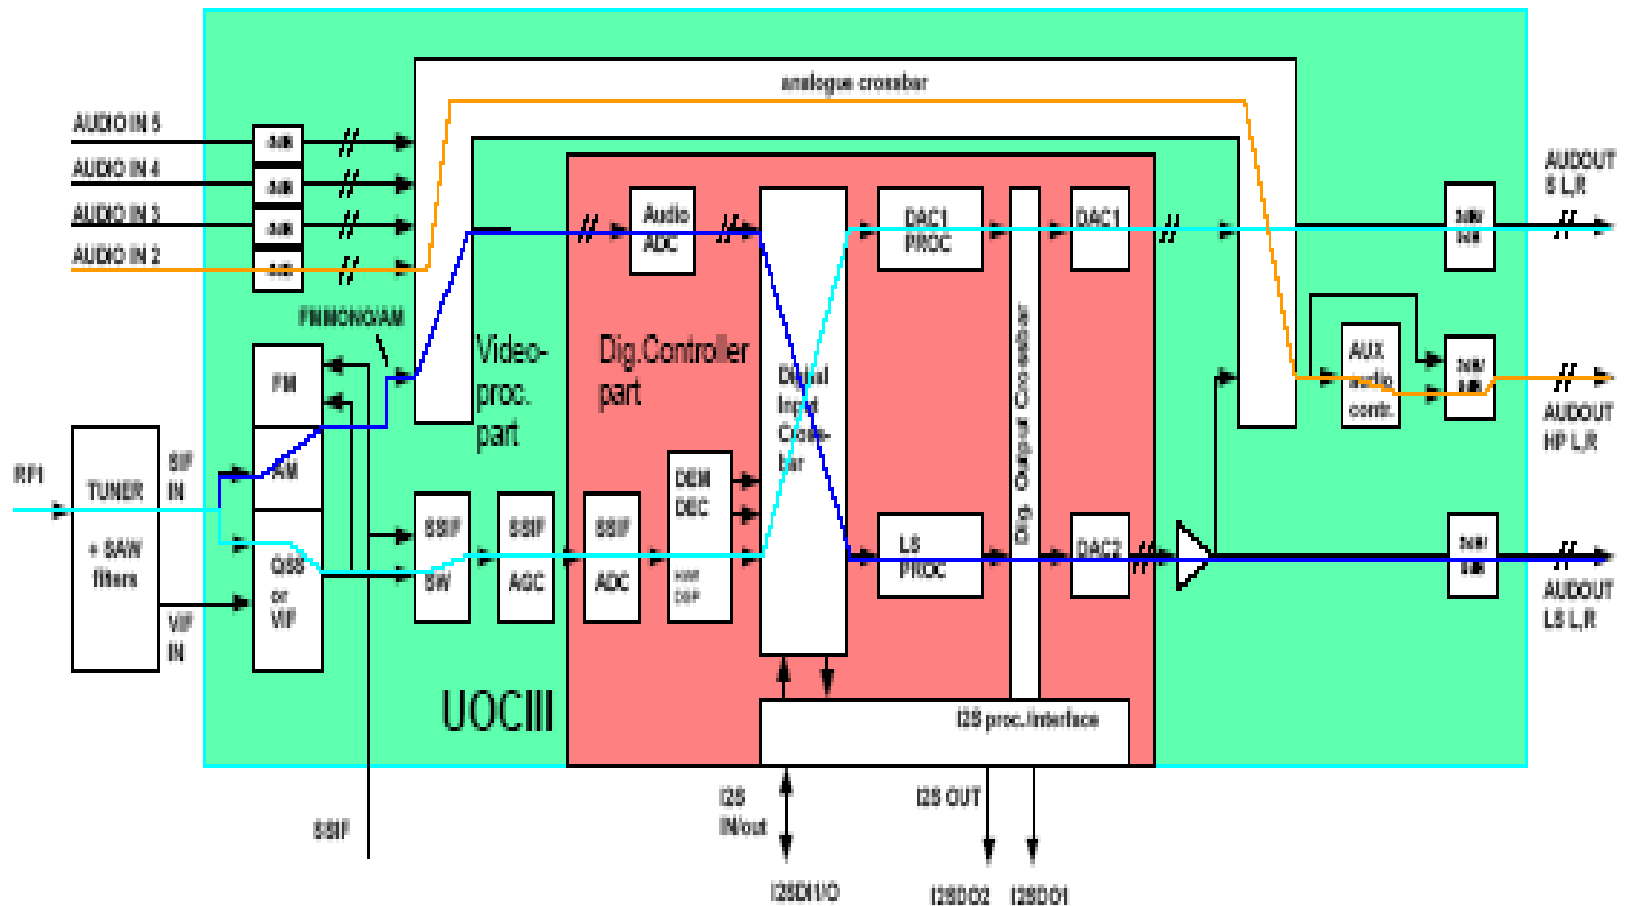 analogue crossbar
AUDIO IN 5
AUDIO IN 4
AUDIO IN 3
AUDIO IN 2
AUDOUT
S L,R
Audio
ADC
DAC1
PROC
DAC1
FMMONO/AM
Video-
proc.
part
Dig.Controller
part
Digital
Input
Cross-
bar
Dig. Output Crossbar
FM
AM
AUX
audio
contr.
AUDOUT
HP L,R
RF1
TUNER
+ SAW
filters
SIF
IN
VIF
IN
QSS
or
VIF
SSIF
SW
SSIF
AGC
SSIF
ADC
DEM
DEC
DSP
LS
PROC
DAC2
AUDOUT
LS L,R
UOCIII
I2S proc./interface
SSIF
I2S
IN/out
I2S OUT
I2SDI1/O
I2SDO2
I2SDO1